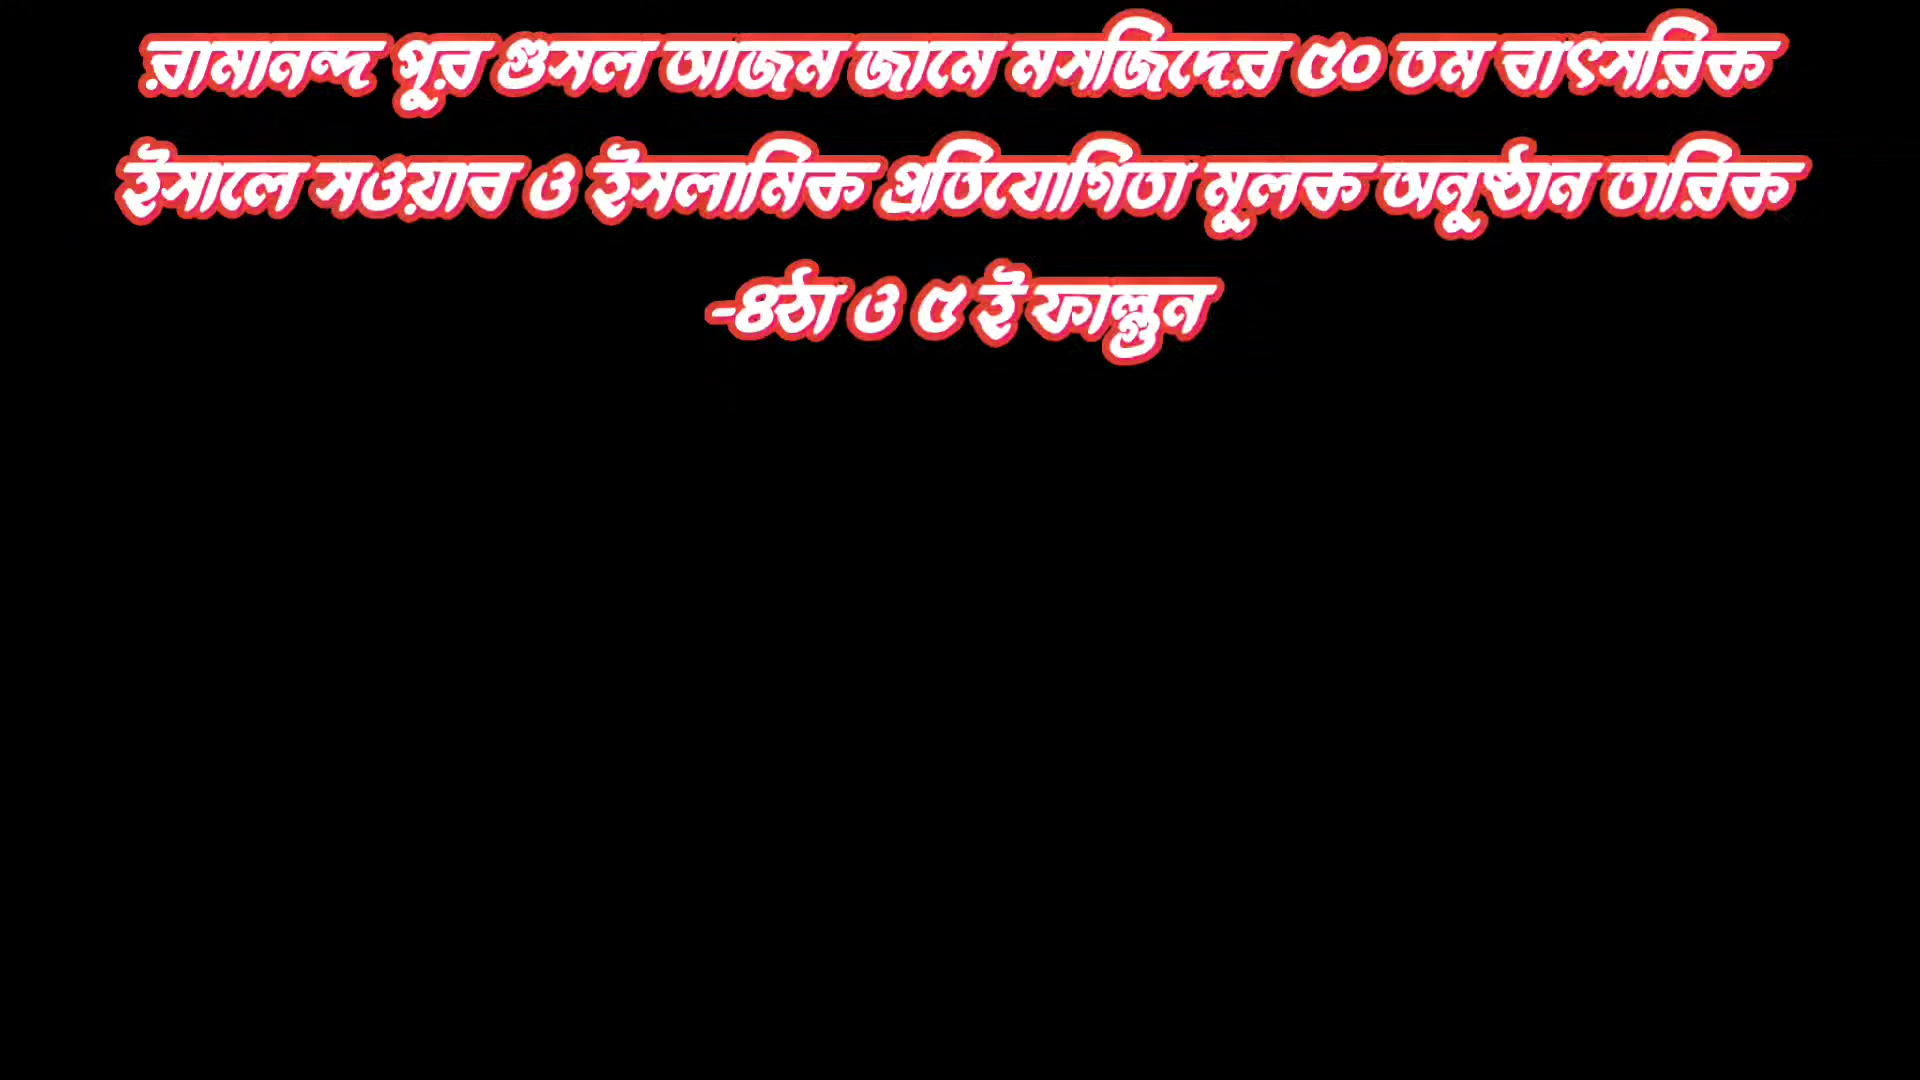 রামানন্দ পুর গুসল আজম জামে মসজিদের ৫০ তম বাৎসরিক
ইসালে সওয়াব ও ইসলামিক প্রতিযোগিতা মূলক অনুষ্ঠান তারিক
-৪ঠা ও ৫ ই ফাল্গুন